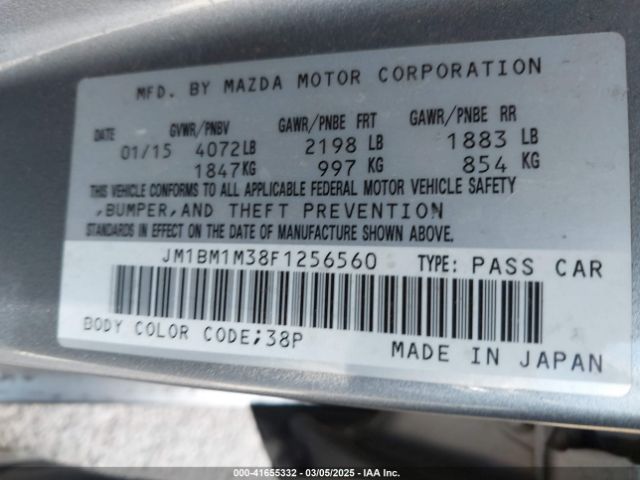 MFD. BY MAZDA MOTOR CORPORATION
DATE GVWR/PNBV GAWR/PNBE FRT GAWR/PNBE RR
01/15 4072LB 2198 LB 1883 LB
1847KG 997 KG 854 KG
THIS VEHICLE CONFORMS TO ALL APPLICABLE FEDERAL MOTOR VEHICLE SAFETY
,BUMPER,AND THEFT PREVENTION
STANDARDS IN EFFECT ON THE DATE OF MANUFACTURE SHOWN ABOVE.
JM1BM1M38F1256560 TYPE: PASS CAR
BODY COLOR CODE;38P
MADE IN JAPAN
000-41655332 — 03/05/2025 — IAA Inc.